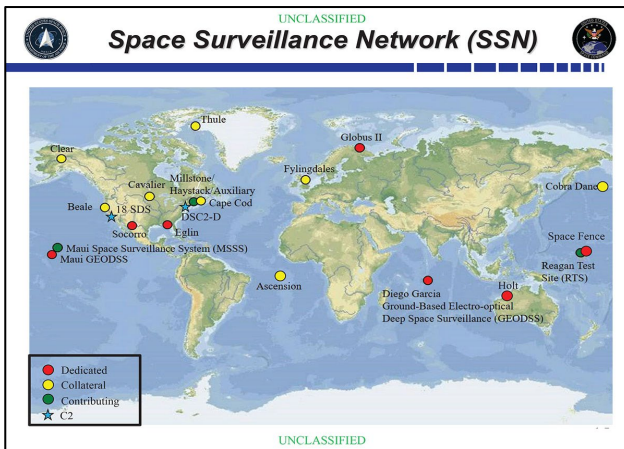 UNCLASSIFIED
Space Surveillance Network (SSN)
Thule
Clear
Globus II
Fylingdales
Cobra Dane
Millstone/
Haystack/Auxiliary
Cavalier
Cape Cod
Beale
18 SDS
DSC2-D
Socorro
Eglin
Space Fence
Maui Space Surveillance System (MSSS)
Maui GEODSS
Reagan Test
Site (RTS)
Ascension
Diego Garcia
Ground-Based Electro-optical
Deep Space Surveillance (GEODSS)
Holt
Dedicated
Collateral
Contributing
C2
UNCLASSIFIED